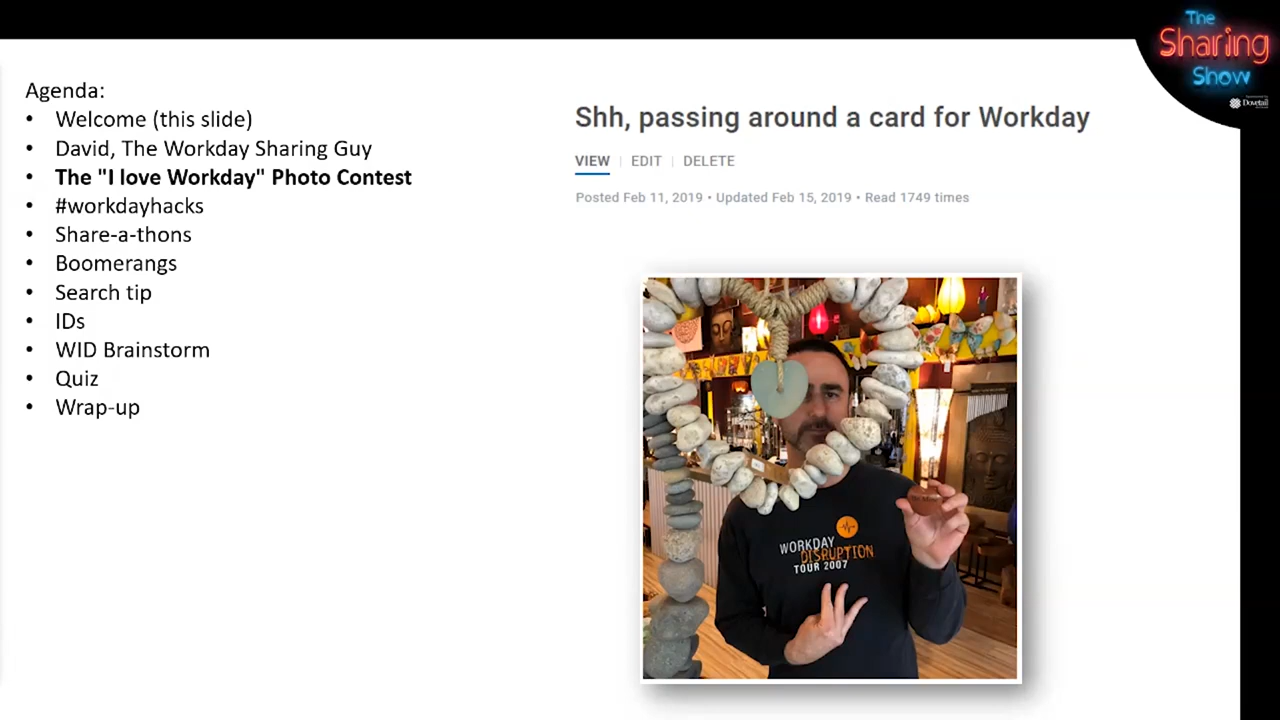 The
Sharing
Show
Dovetail
Agenda:
• Welcome (this slide)
• David, The Workday Sharing Guy
• The "I love Workday" Photo Contest
• #workdayhacks
• Share-a-thons
• Boomerangs
• Search tip
• IDs
• WID Brainstorm
• Quiz
• Wrap-up
Shh, passing around a card for Workday
VIEW | EDIT | DELETE
Posted Feb 11, 2019 • Updated Feb 15, 2019 • Read 1749 times
WORKDAY
DISRUPTION
TOUR 2007